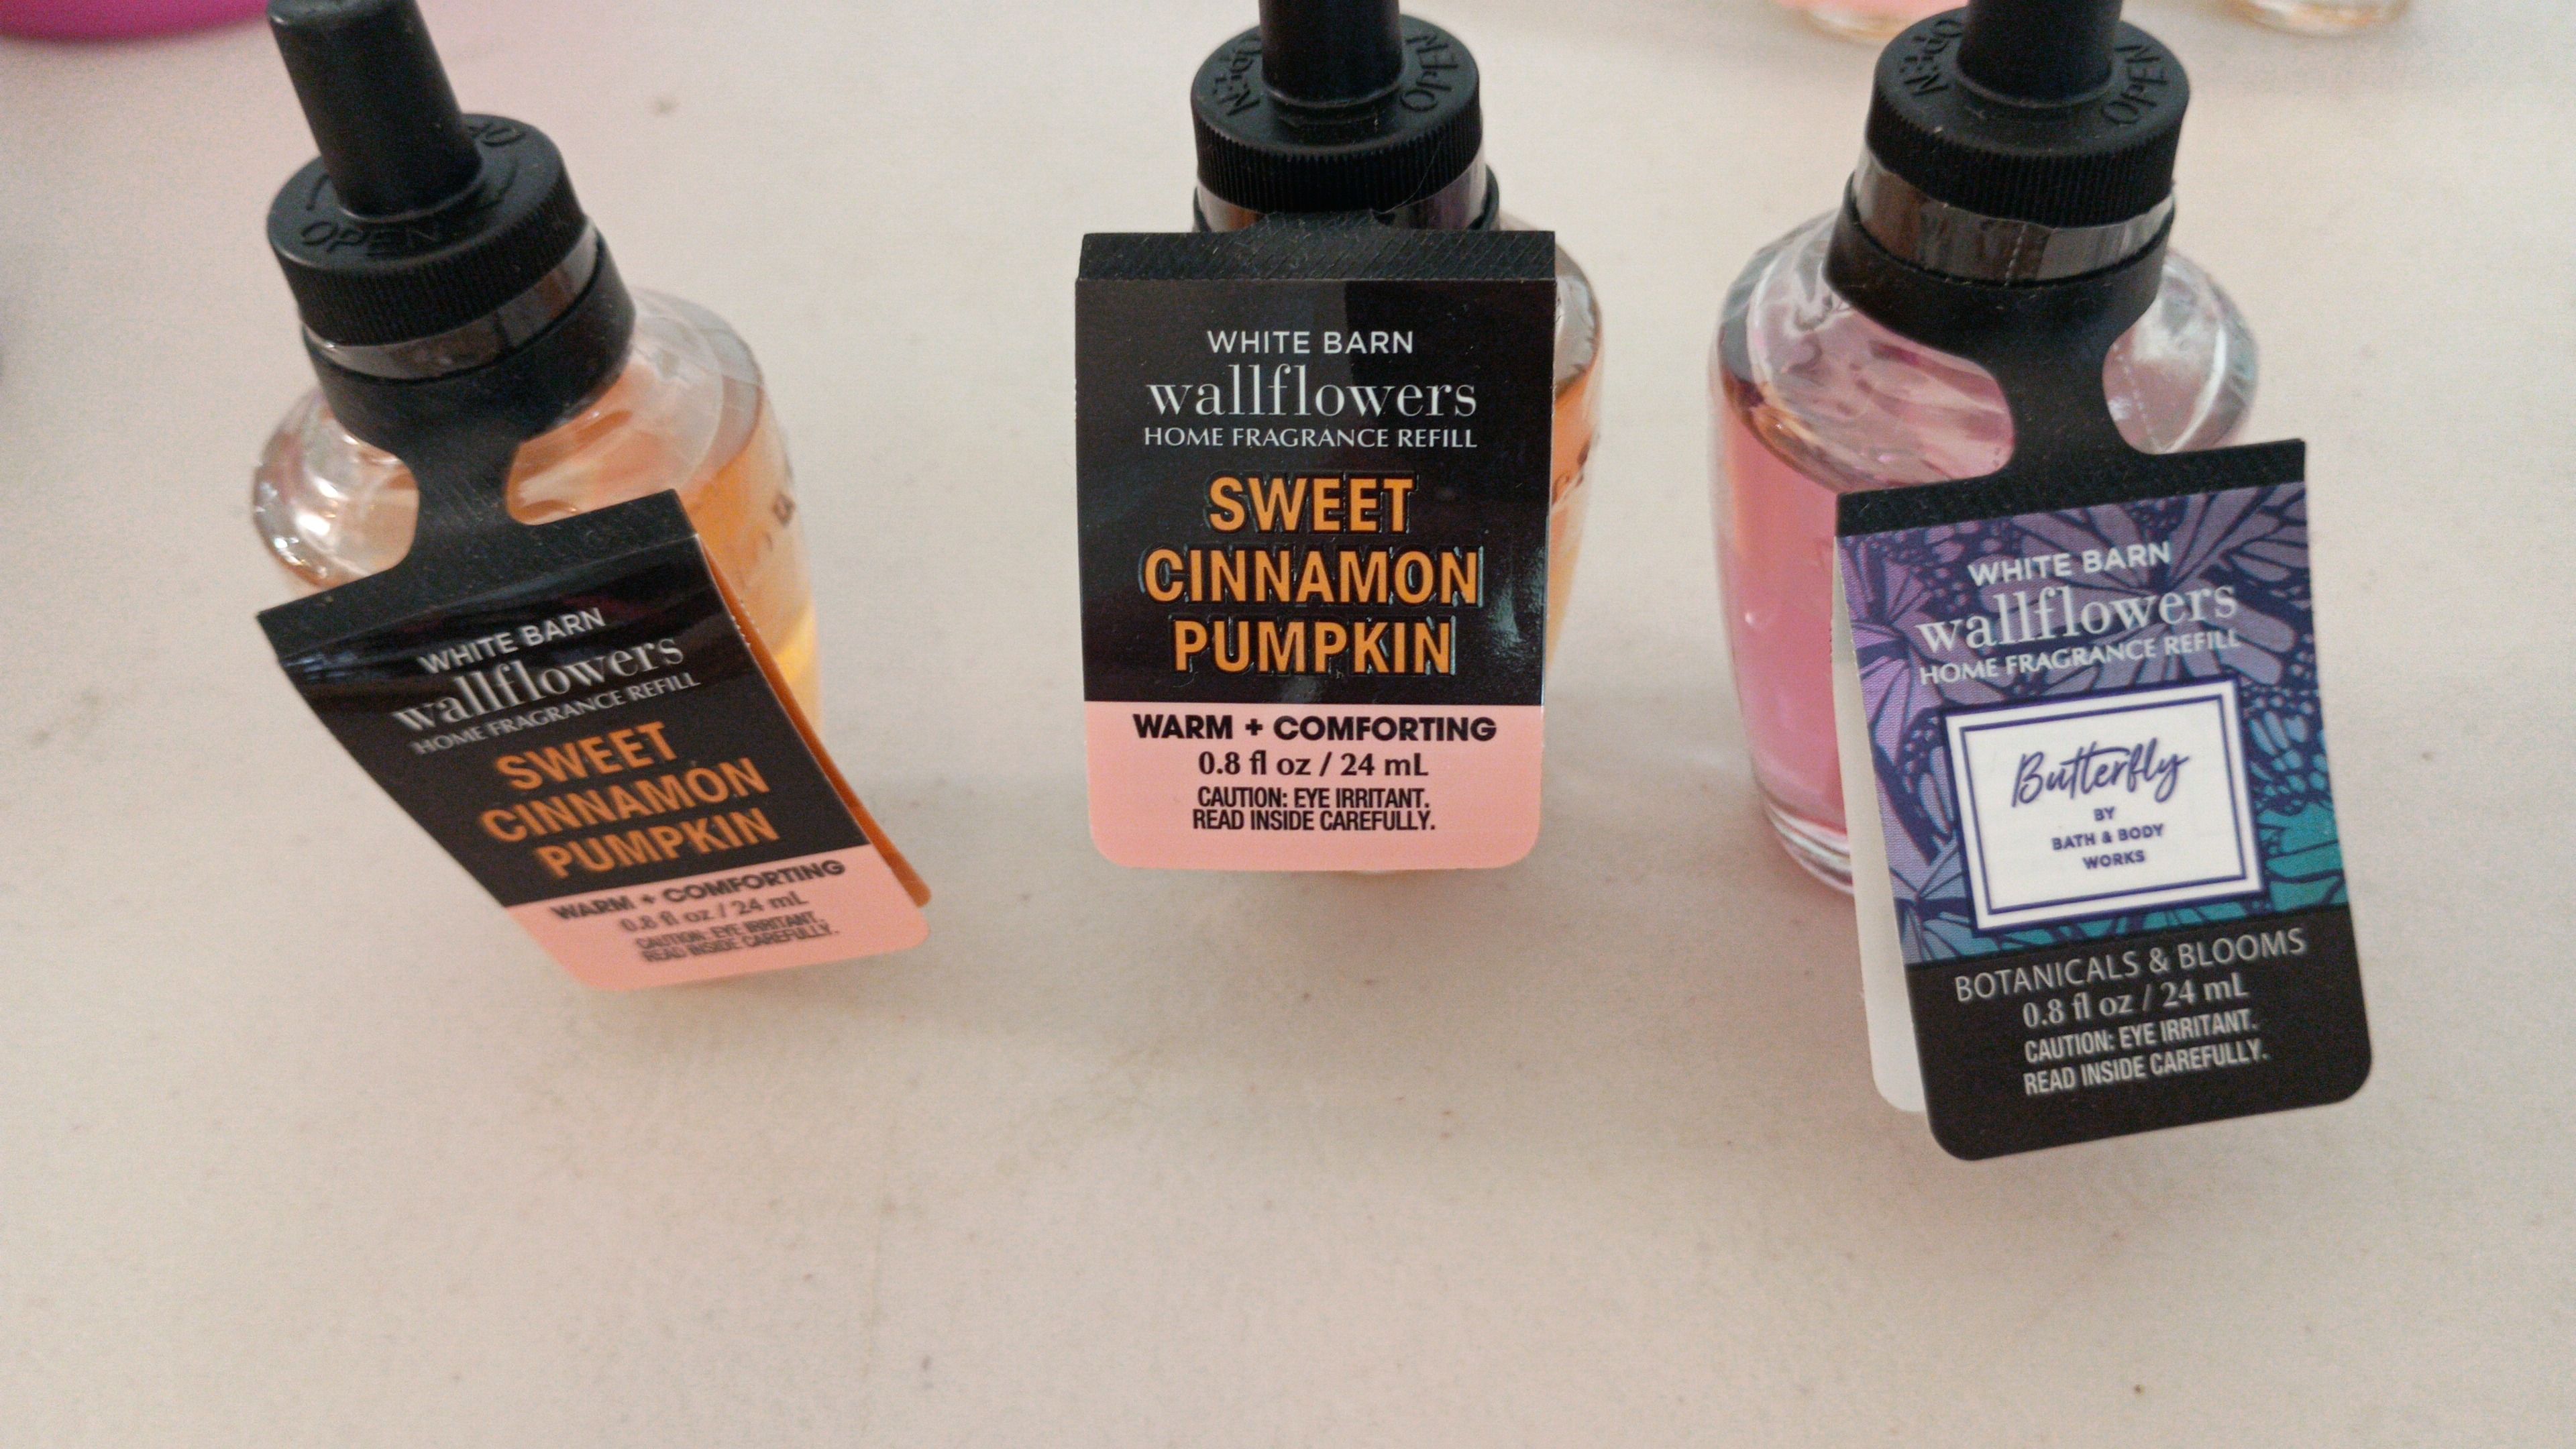 OPEN
WHITE BARN
wallflowers
HOME FRAGRANCE REFILL
SWEET
CINNAMON
PUMPKIN
WARM + COMFORTING
0.8 fl oz / 24 mL
CAUTION: EYE IRRITANT.
READ INSIDE CAREFULLY.
OPEN
OPEN
WHITE BARN
wallflowers
HOME FRAGRANCE REFILL
SWEET
CINNAMON
PUMPKIN
WARM + COMFORTING
0.8 fl oz / 24 mL
CAUTION: EYE IRRITANT.
READ INSIDE CAREFULLY.
OPEN
OPEN
WHITE BARN
wallflowers
HOME FRAGRANCE REFILL
Butterfly
BY
BATH & BODY
WORKS
BOTANICALS & BLOOMS
0.8 fl oz / 24 mL
CAUTION: EYE IRRITANT.
READ INSIDE CAREFULLY.